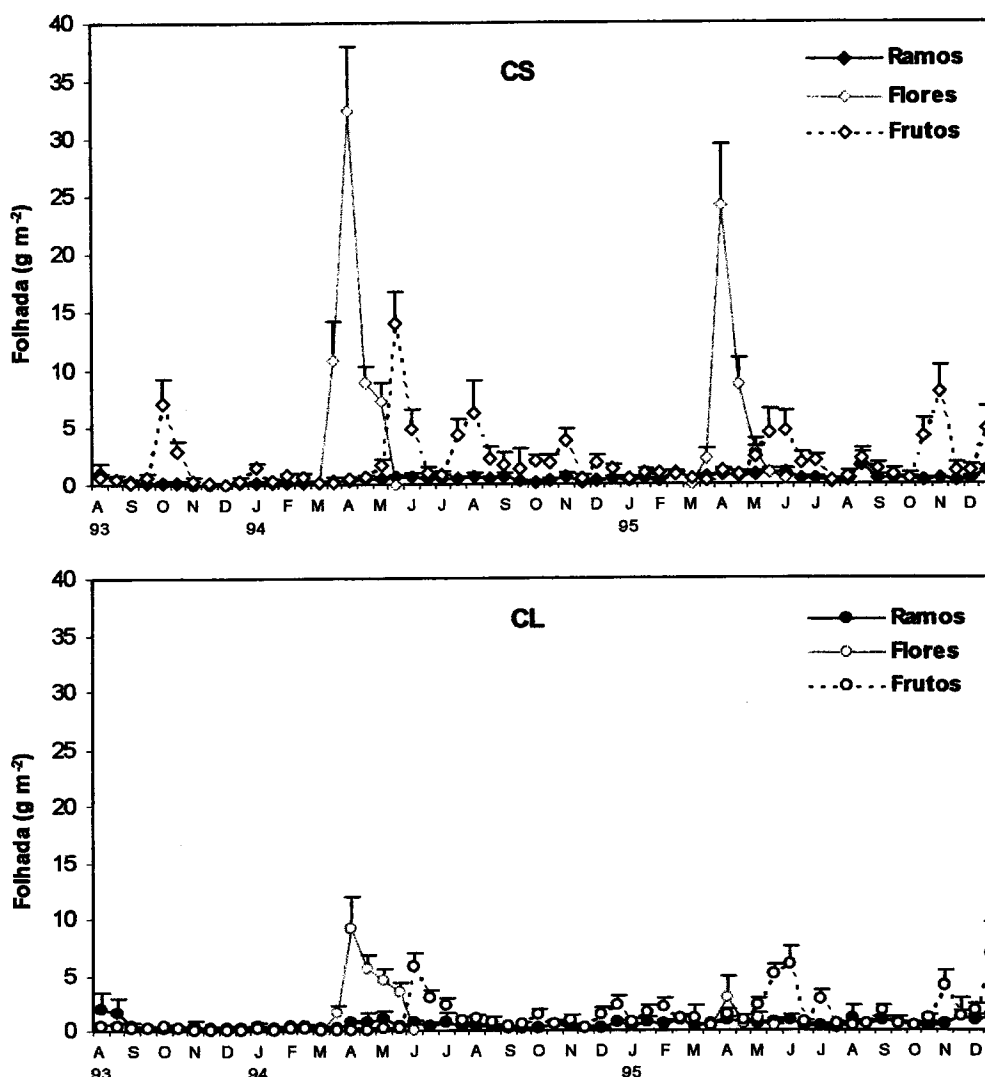 40
35
30
25
20
15
10
5
0
Folhada (g m⁻²)
CS
Ramos
Flores
Frutos
A S O N D J F M A M J J A S O N D J F M A M J J A S O N D
93 94 95
40
35
30
25
20
15
10
5
0
Folhada (g m⁻²)
CL
Ramos
Flores
Frutos
A S O N D J F M A M J J A S O N D J F M A M J J A S O N D
93 94 95